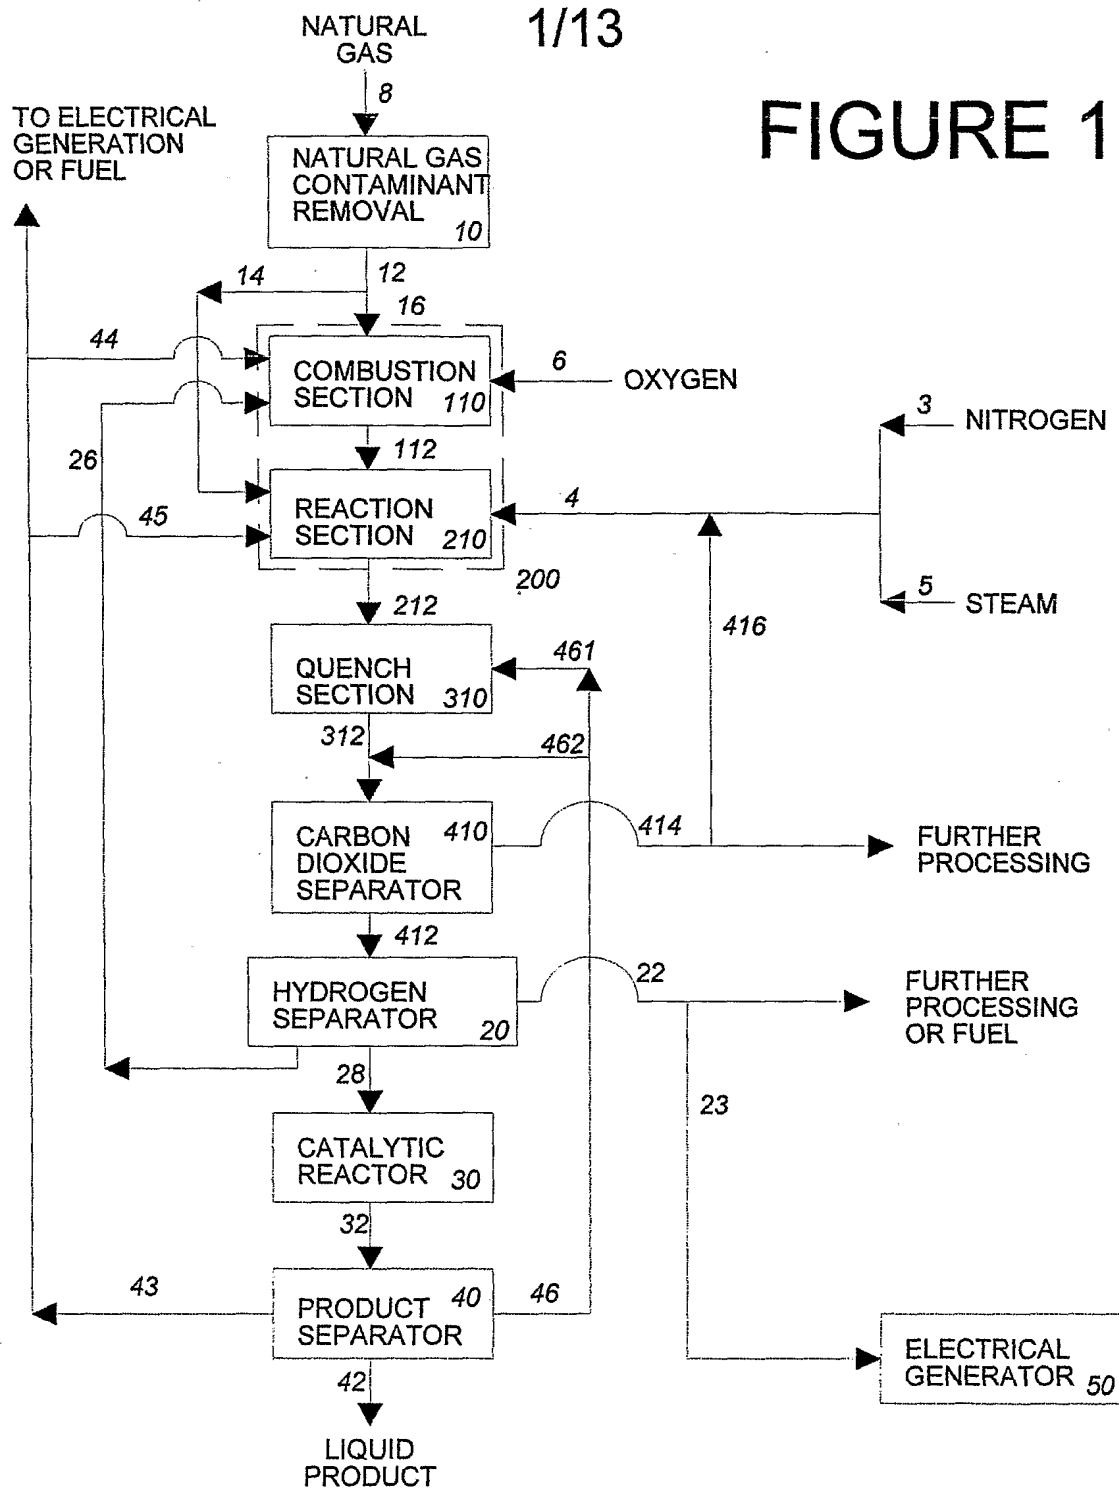 1/13
FIGURE 1
NATURAL
GAS
8
TO ELECTRICAL
GENERATION
OR FUEL
NATURAL GAS
CONTAMINANT
REMOVAL
10
14
12
16
44
COMBUSTION
SECTION
110
6
OXYGEN
3
NITROGEN
26
112
REACTION
SECTION
210
4
45
200
5
STEAM
212
416
QUENCH
SECTION
310
461
312
462
CARBON
DIOXIDE
SEPARATOR
410
414
FURTHER
PROCESSING
412
HYDROGEN
SEPARATOR
20
22
FURTHER
PROCESSING
OR FUEL
28
23
CATALYTIC
REACTOR
30
32
43
PRODUCT
SEPARATOR
40
46
ELECTRICAL
GENERATOR
50
42
LIQUID
PRODUCT